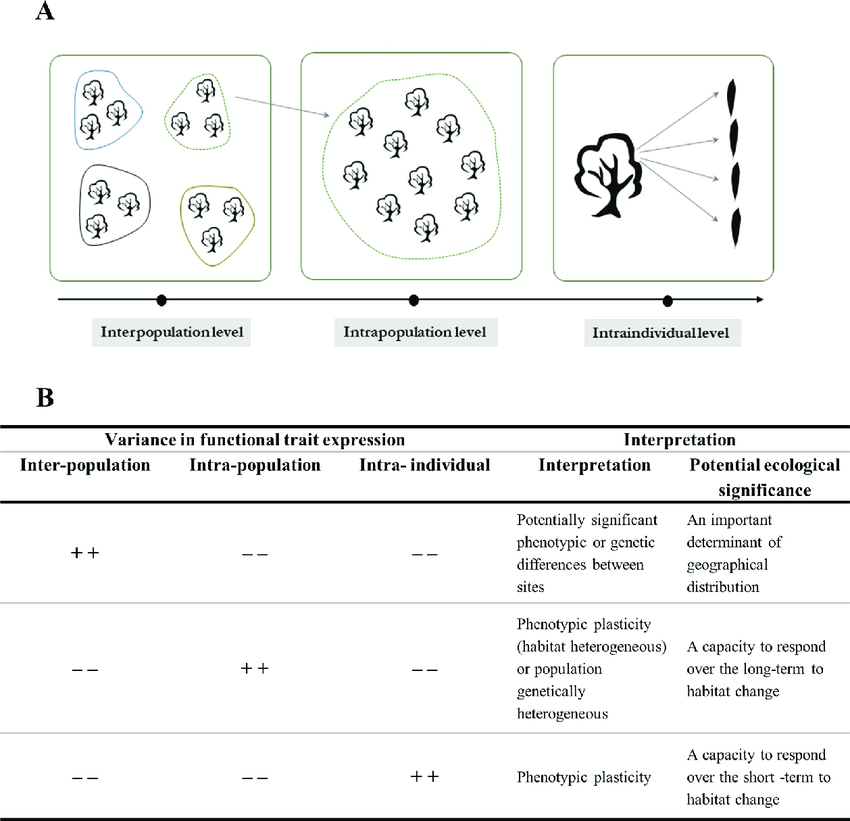 A
Interpopulation level
Intrapopulation level
Intraindividual level
B
Variance in functional trait expression
Interpretation
Inter-population
Intra-population
Intra- individual
Interpretation
Potential ecological
significance
++
−−
−−
Potentially significant
phenotypic or genetic
differences between
sites
An important
determinant of
geographical
distribution
−−
++
−−
Phenotypic plasticity
(habitat heterogeneous)
or population
genetically
heterogeneous
A capacity to respond
over the long-term to
habitat change
−−
−−
++
Phenotypic plasticity
A capacity to respond
over the short -term to
habitat change